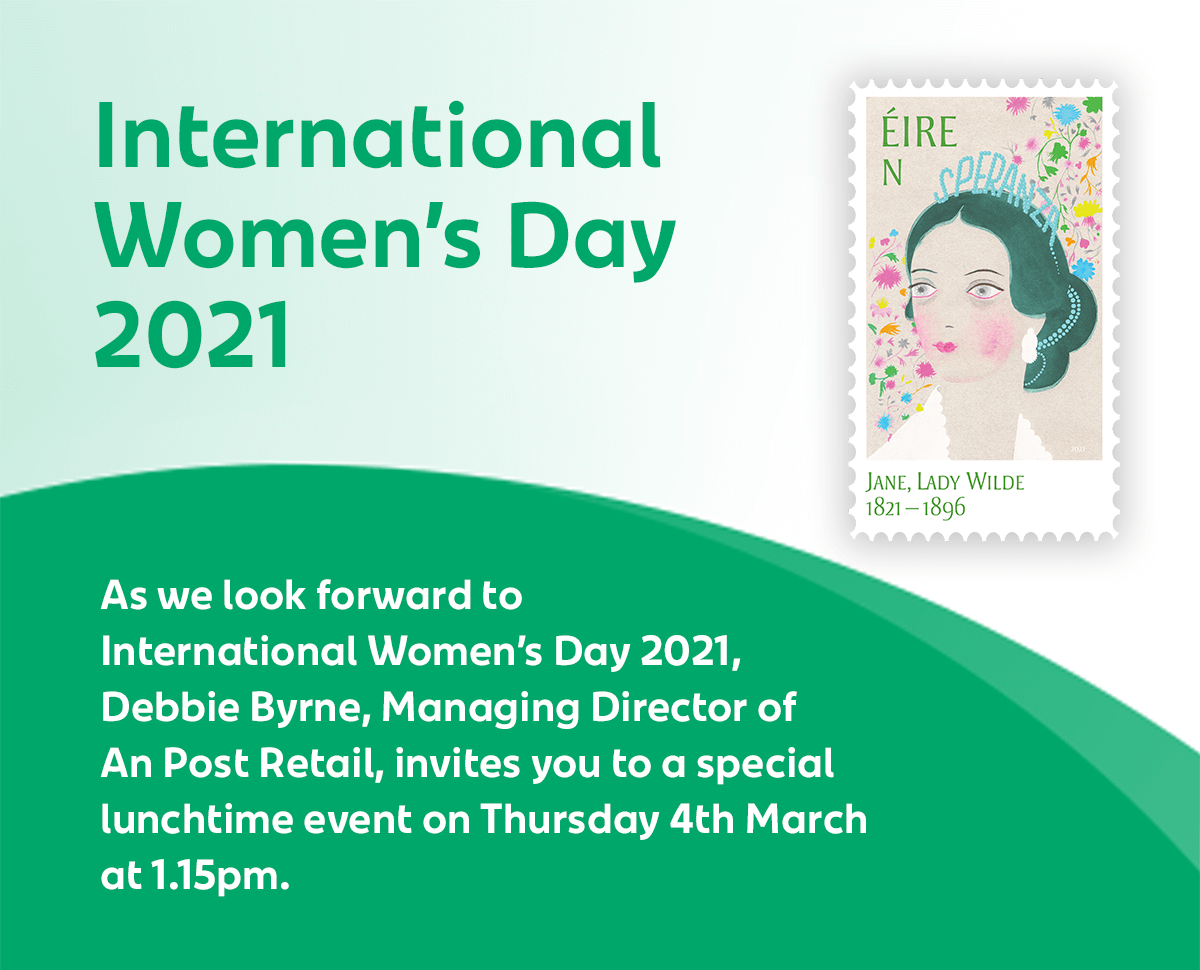 International
Women's Day
2021
ÉIRE
N
SPERANZA
2021
JANE, LADY WILDE
1821 – 1896
As we look forward to
International Women's Day 2021,
Debbie Byrne, Managing Director of
An Post Retail, invites you to a special
lunchtime event on Thursday 4th March
at 1.15pm.